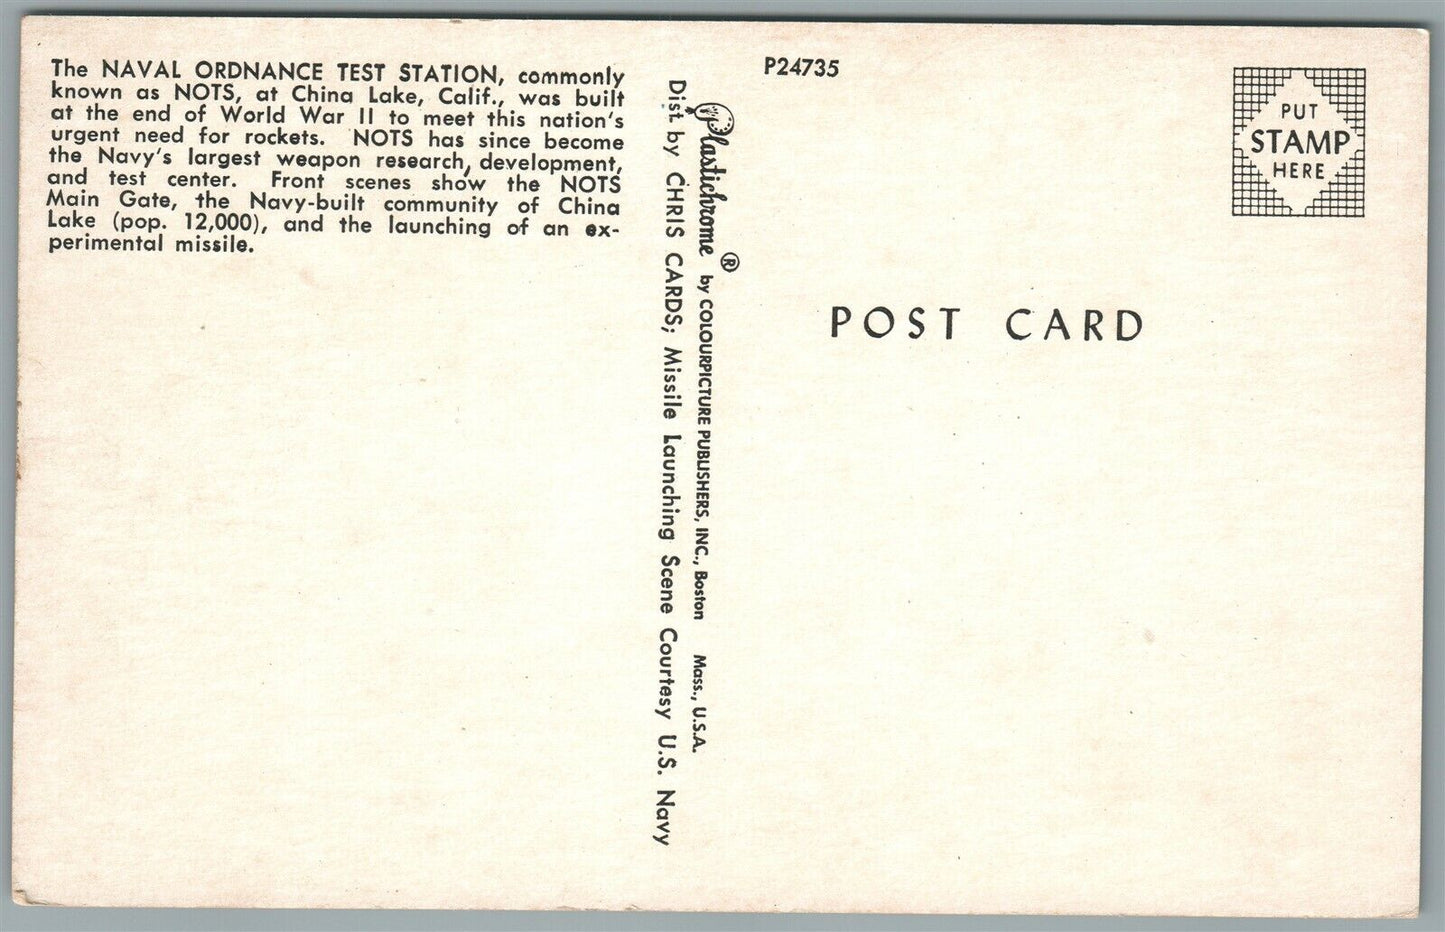 The NAVAL ORDNANCE TEST STATION, commonly
known as NOTS, at China Lake, Calif., was built
at the end of World War II to meet this nation's
urgent need for rockets. NOTS has since become
the Navy's largest weapon research, development,
and test center. Front scenes show the NOTS
Main Gate, the Navy-built community of China
Lake (pop. 12,000), and the launching of an ex-
perimental missile.
Plastichrome ® by COLOURPICTURE PUBLISHERS, INC., Boston Mass., U.S.A.
Dist. by CHRIS CARDS; Missile Launching Scene Courtesy U.S. Navy
P24735
PUT
STAMP
HERE
POST CARD